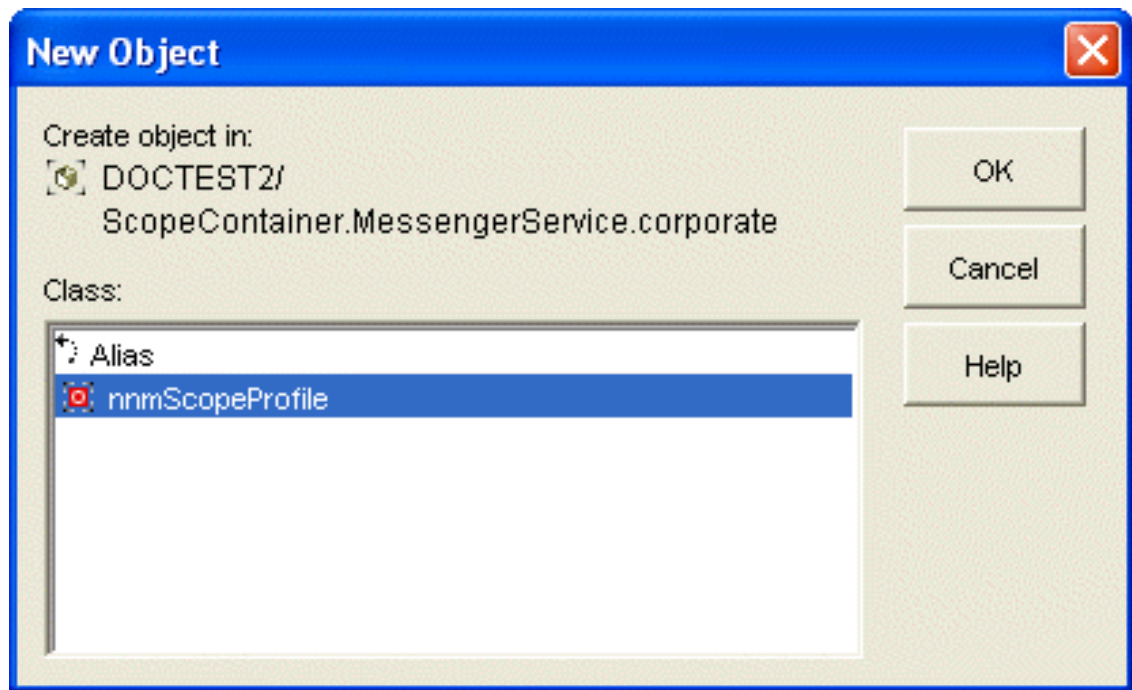 New Object
Create object in:
DOCTEST2/
ScopeContainer.MessengerService.corporate
Class:
Alias
nnmScopeProfile
OK
Cancel
Help